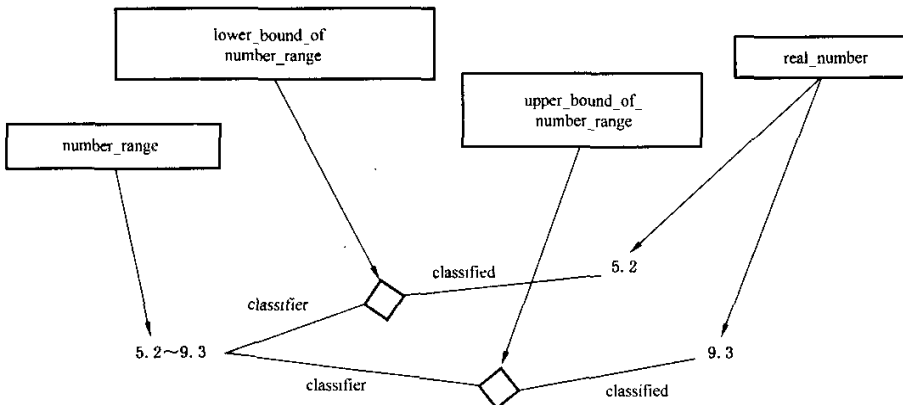 lower_bound_of
number_range
real_number
upper_bound_of_
number_range
number_range
classified
5.2
classifier
5.2～9.3
9.3
classifier
classified